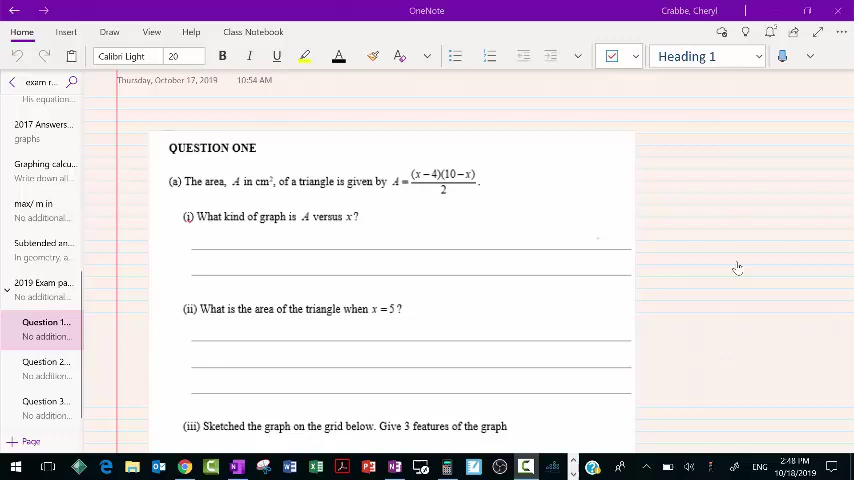 OneNote
Crabbe, Cheryl
Home Insert Draw View Help Class Notebook
Calibri Light 20 B I U A Heading 1
exam r...
Thursday, October 17, 2019 10:54 AM
His equation
2017 Answers...
graphs
Graphing calcu...
Write down all
max/ m in
No additional
Subtended an...
In geometry, a
2019 Exam pa...
No additional
Question 1...
No addition...
Question 2...
No addition...
Question 3...
No addition...
+ Page
QUESTION ONE
(a) The area, A in cm², of a triangle is given by A = (x − 4)(10 − x) / 2 .
(i) What kind of graph is A versus x?
(ii) What is the area of the triangle when x = 5 ?
(iii) Sketched the graph on the grid below. Give 3 features of the graph
ENG
2:48 PM
10/18/2019